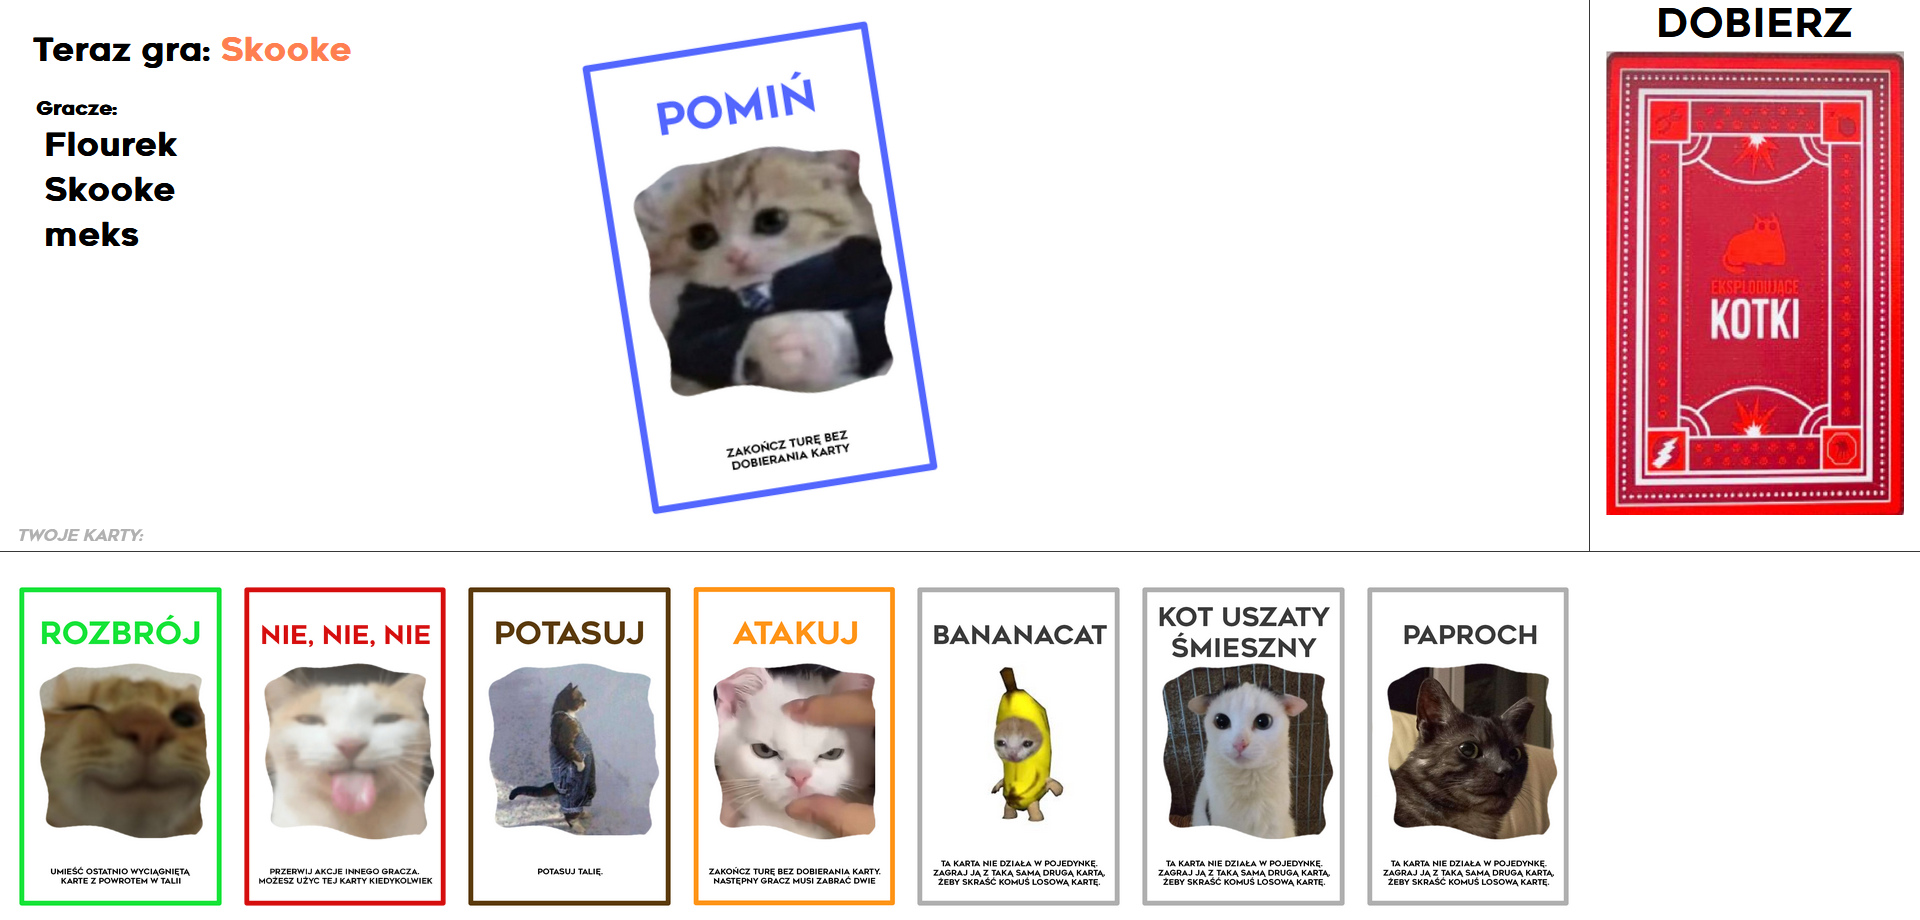 Teraz gra: Skooke
Gracze:
Flourek
Skooke
meks
POMIŃ
ZAKOŃCZ TURĘ BEZ
DOBIERANIA KARTY
DOBIERZ
EKSPLODUJĄCE
KOTKI
TWOJE KARTY:
ROZBRÓJ
UMIEŚĆ OSTATNIO WYCIĄGNIĘTĄ
KARTE Z POWROTEM W TALII
NIE, NIE, NIE
PRZERWIJ AKCJE INNEGO GRACZA.
MOŻESZ UŻYC TEJ KARTY KIEDYKOLWIEK
POTASUJ
POTASUJ TALIĘ.
ATAKUJ
ZAKOŃCZ TURĘ BEZ DOBIERANIA KARTY.
NASTĘPNY GRACZ MUSI ZABRAĆ DWIE
BANANACAT
TA KARTA NIE DZIAŁA W POJEDYNKĘ.
ZAGRAJ JĄ Z TAKĄ SAMĄ DRUGĄ KARTĄ,
ŻEBY SKRAŚĆ KOMUŚ LOSOWĄ KARTĘ.
KOT USZATY
ŚMIESZNY
TA KARTA NIE DZIAŁA W POJEDYNKĘ.
ZAGRAJ JĄ Z TAKĄ SAMĄ DRUGĄ KARTĄ,
ŻEBY SKRAŚĆ KOMUŚ LOSOWĄ KARTĘ.
PAPROCH
TA KARTA NIE DZIAŁA W POJEDYNKĘ.
ZAGRAJ JĄ Z TAKĄ SAMĄ DRUGĄ KARTĄ,
ŻEBY SKRAŚĆ KOMUŚ LOSOWĄ KARTĘ.